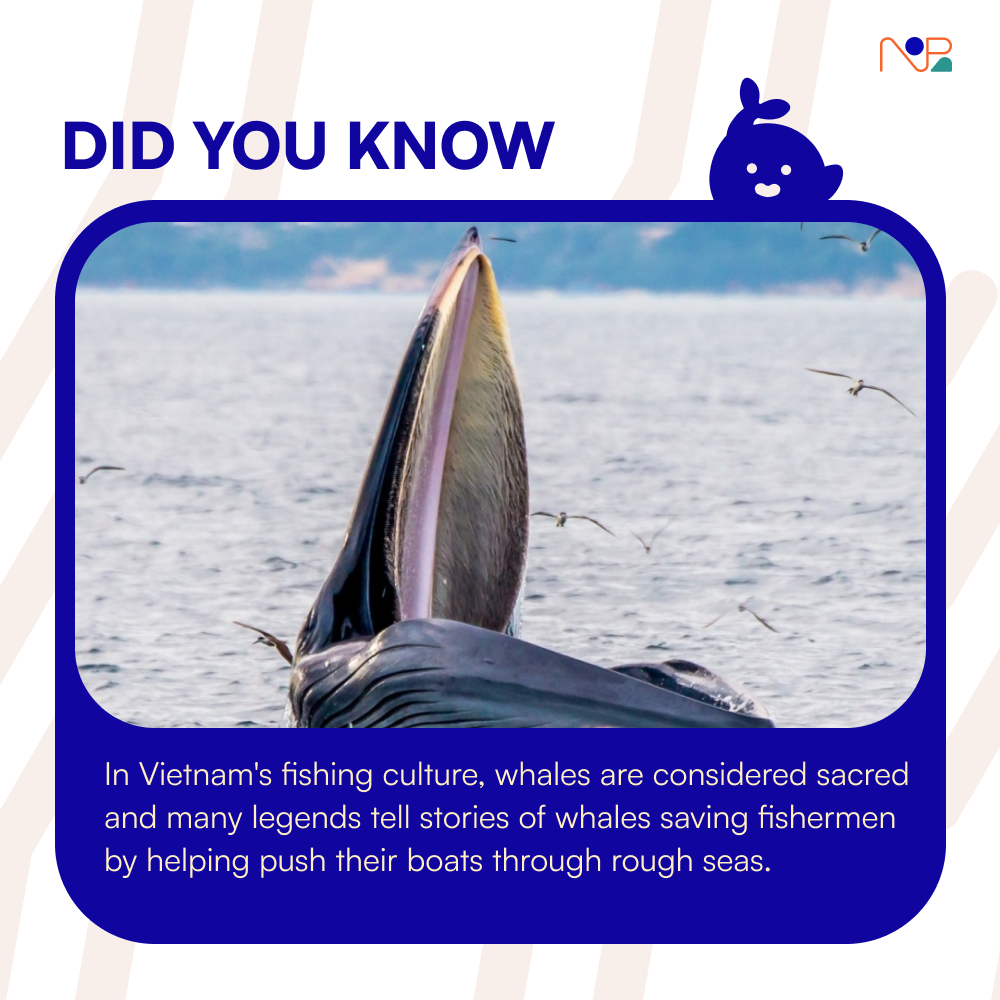 DID YOU KNOW
In Vietnam's fishing culture, whales are considered sacred
and many legends tell stories of whales saving fishermen
by helping push their boats through rough seas.